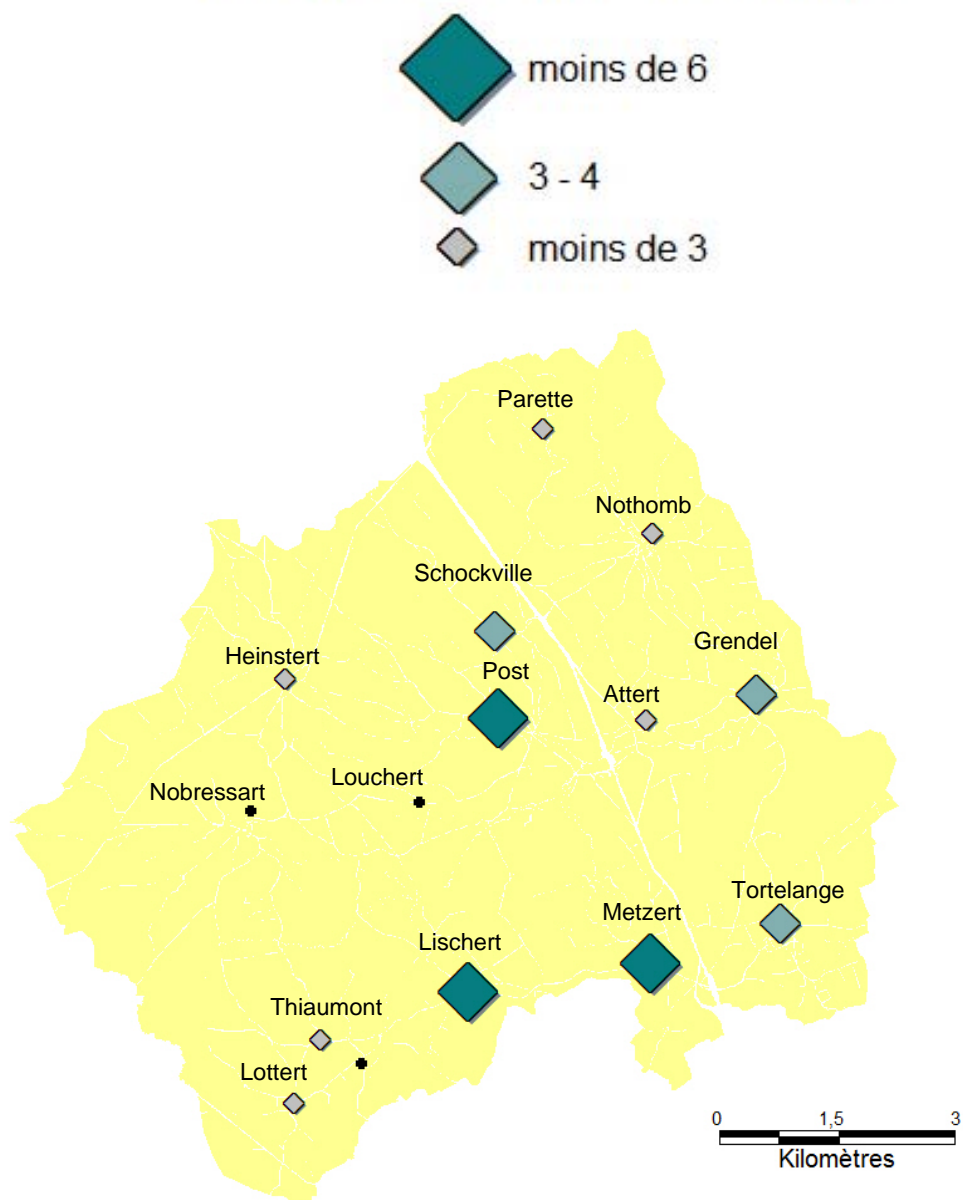 moins de 6
3 - 4
moins de 3
Parette
Nothomb
Schockville
Grendel
Heinstert
Post
Attert
Louchert
Nobressart
Tortelange
Metzert
Lischert
Thiaumont
Lottert
0 1,5 3
Kilomètres